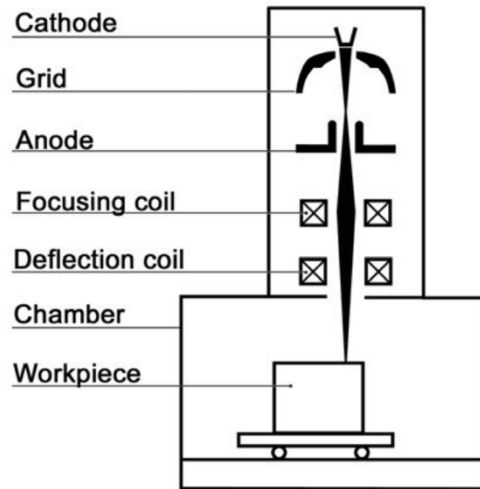 Cathode
Grid
Anode
Focusing coil
Deflection coil
Chamber
Workpiece